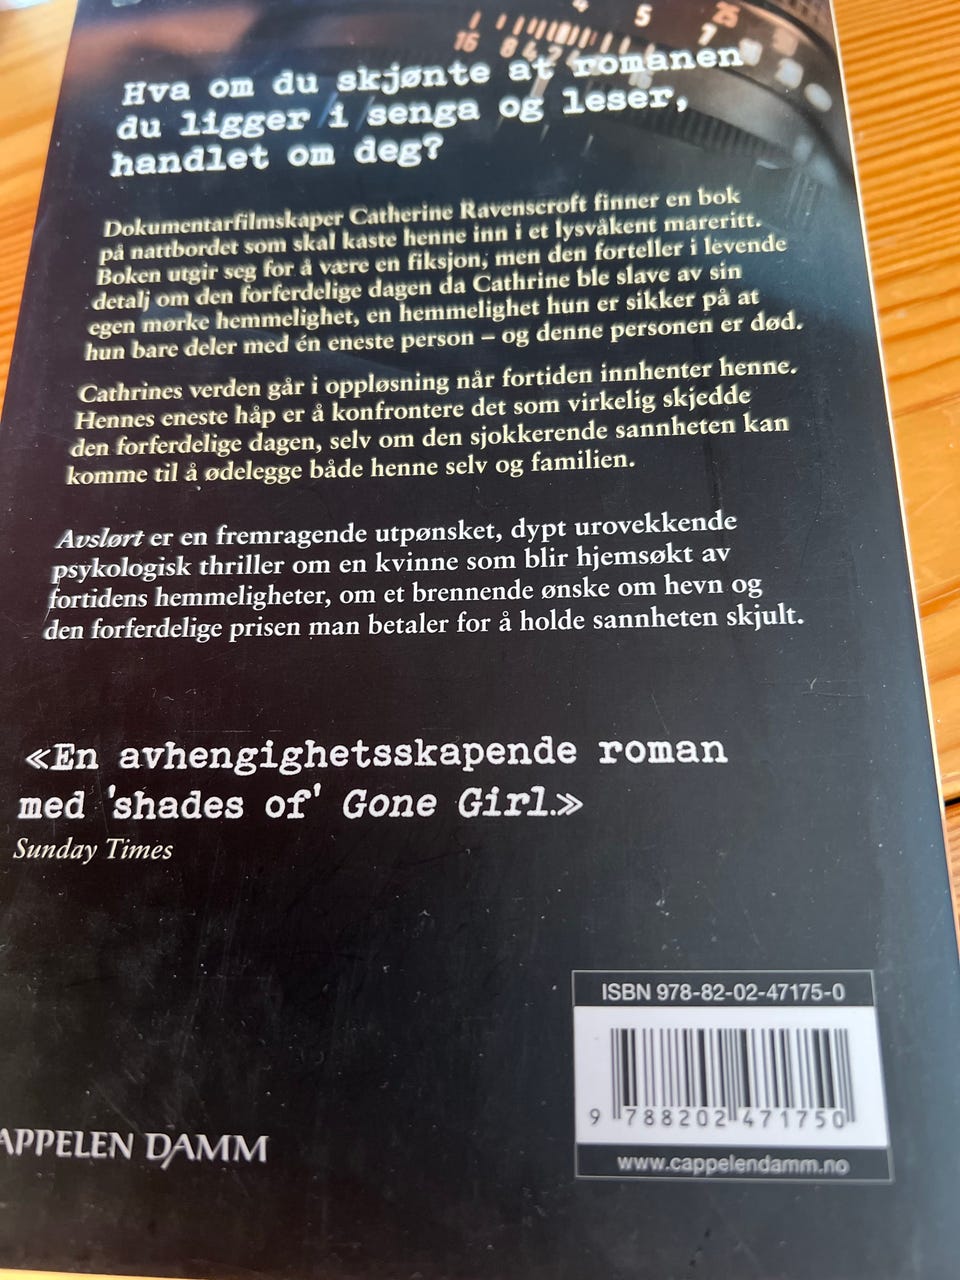 4 5 25
16 8 4 2 7
Hva om du skjønte at romanen
du ligger i senga og leser,
handlet om deg?
Dokumentarfilmskaper Catherine Ravenscroft finner en bok
på nattbordet som skal kaste henne inn i et lysvåkent mareritt.
Boken utgir seg for å være en fiksjon, men den forteller i levende
detalj om den forferdelige dagen da Cathrine ble slave av sin
egen mørke hemmelighet, en hemmelighet hun er sikker på at
hun bare deler med én eneste person – og denne personen er død.
Cathrines verden går i oppløsning når fortiden innhenter henne.
Hennes eneste håp er å konfrontere det som virkelig skjedde
den forferdelige dagen, selv om den sjokkerende sannheten kan
komme til å ødelegge både henne selv og familien.
Avslørt er en fremragende utpønsket, dypt urovekkende
psykologisk thriller om en kvinne som blir hjemsøkt av
fortidens hemmeligheter, om et brennende ønske om hevn og
den forferdelige prisen man betaler for å holde sannheten skjult.
«En avhengighetsskapende roman
med 'shades of' Gone Girl.»
Sunday Times
ISBN 978-82-02-47175-0
9 788202 471750
www.cappelendamm.no
APPELEN DAMM